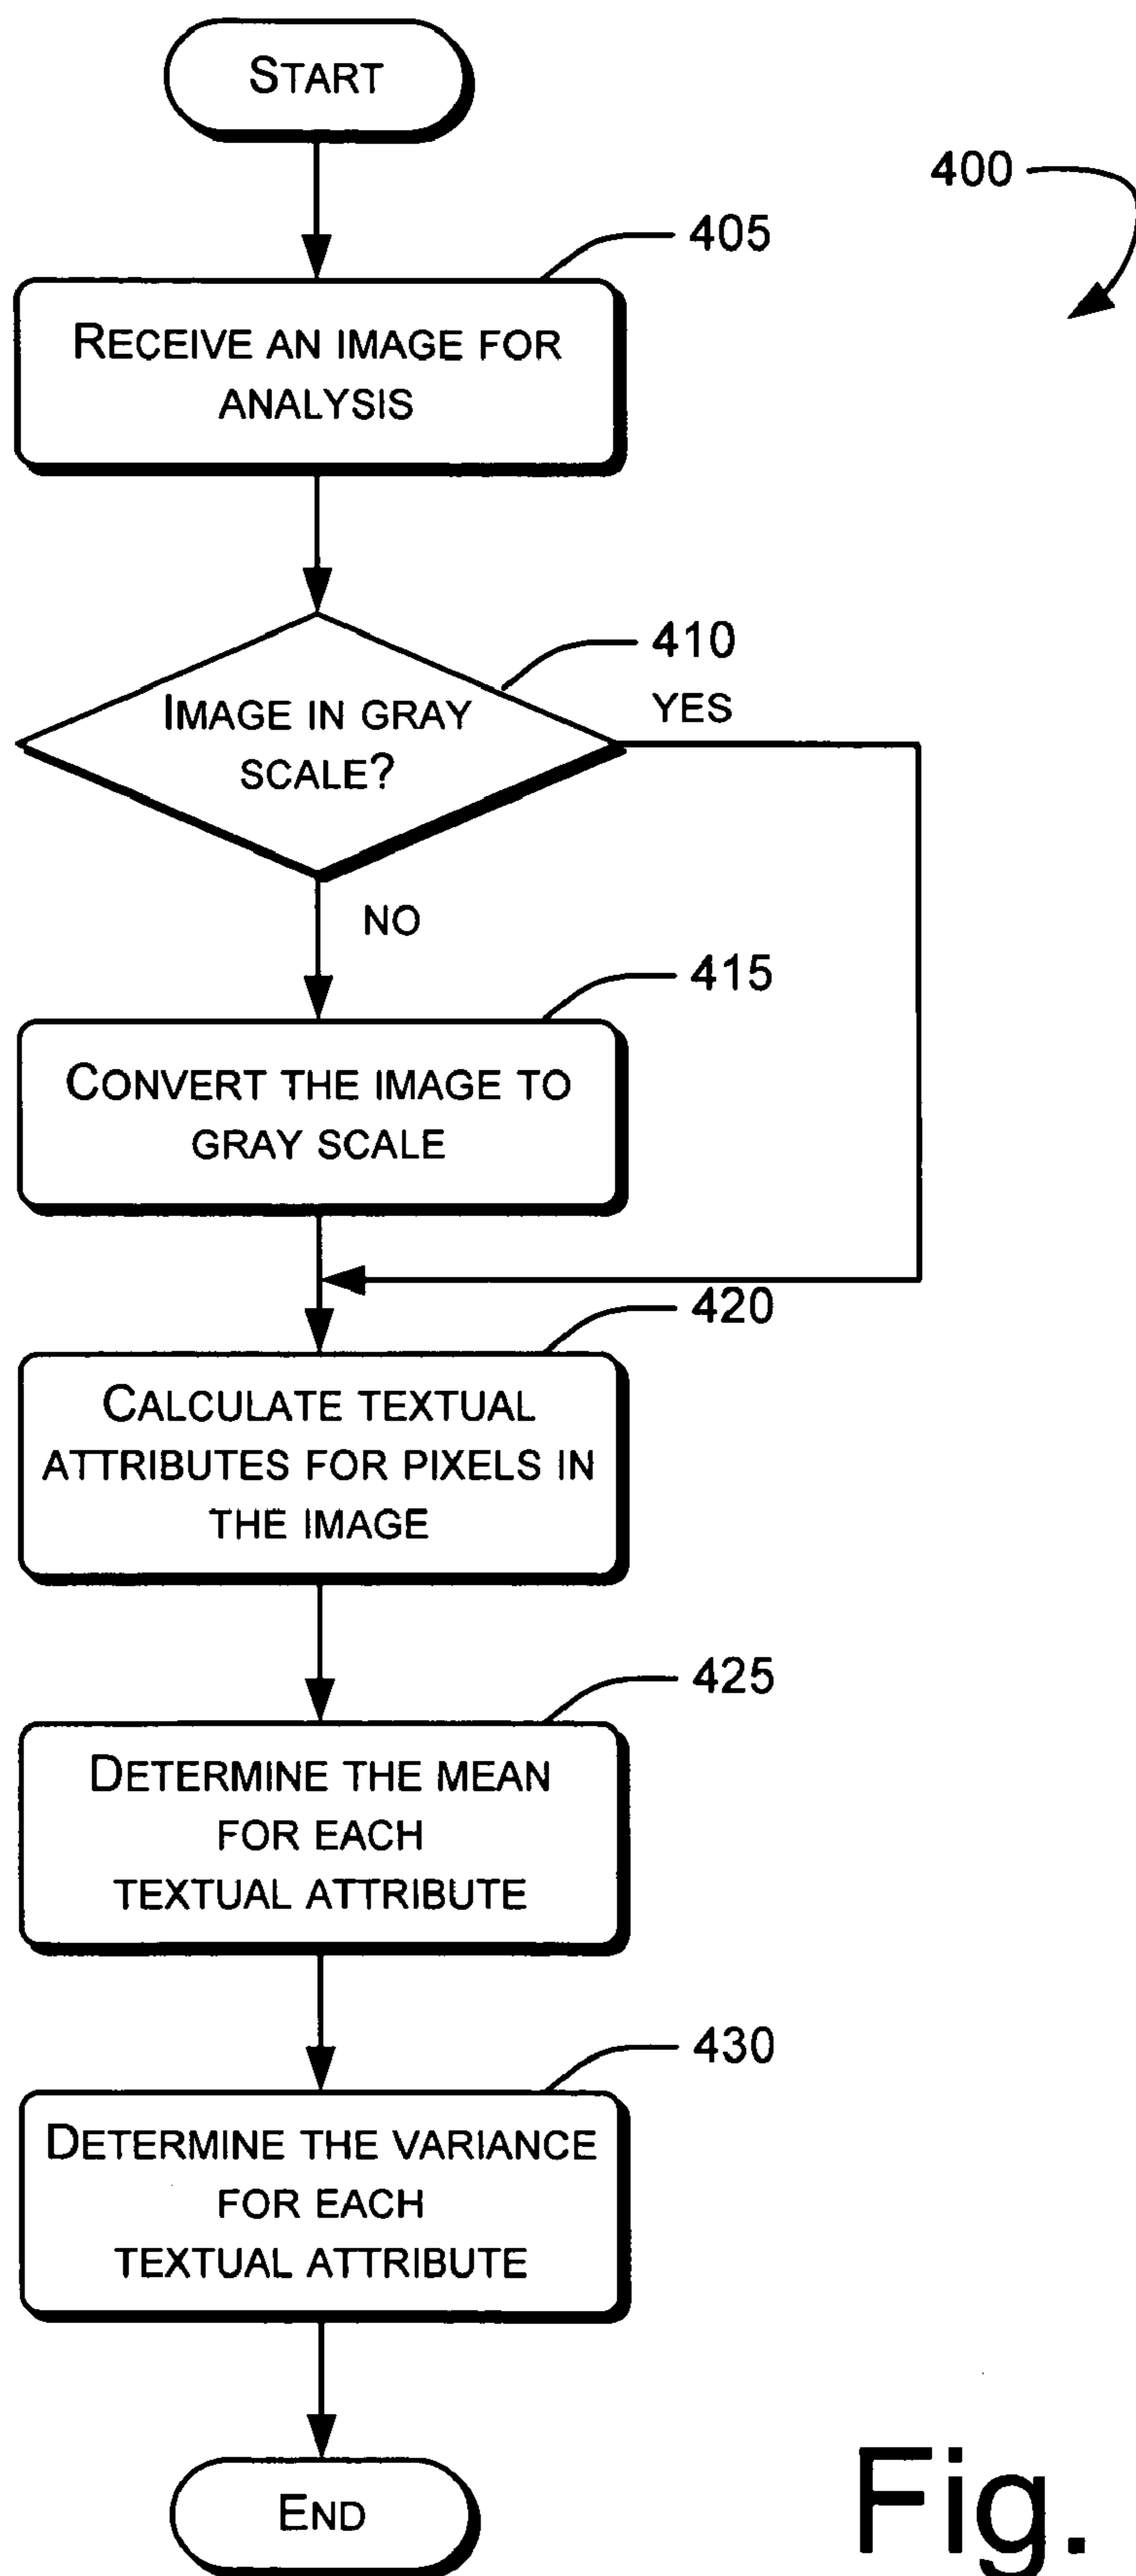 START
400
405
RECEIVE AN IMAGE FOR
ANALYSIS
410
IMAGE IN GRAY
SCALE?
YES
NO
415
CONVERT THE IMAGE TO
GRAY SCALE
420
CALCULATE TEXTUAL
ATTRIBUTES FOR PIXELS IN
THE IMAGE
425
DETERMINE THE MEAN
FOR EACH
TEXTUAL ATTRIBUTE
430
DETERMINE THE VARIANCE
FOR EACH
TEXTUAL ATTRIBUTE
END
Fig.